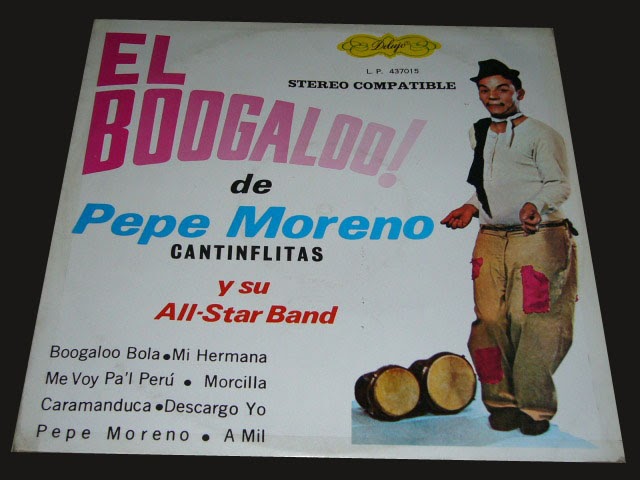 Delujo
L. P. 437015
STEREO COMPATIBLE
EL
BOOGALOO!
de
Pepe Moreno
CANTINFLITAS
y su
All-Star Band
Boogaloo Bola • Mi Hermana
Me Voy Pa'l Perú • Morcilla
Caramanduca • Descargo Yo
Pepe Moreno • A Mil